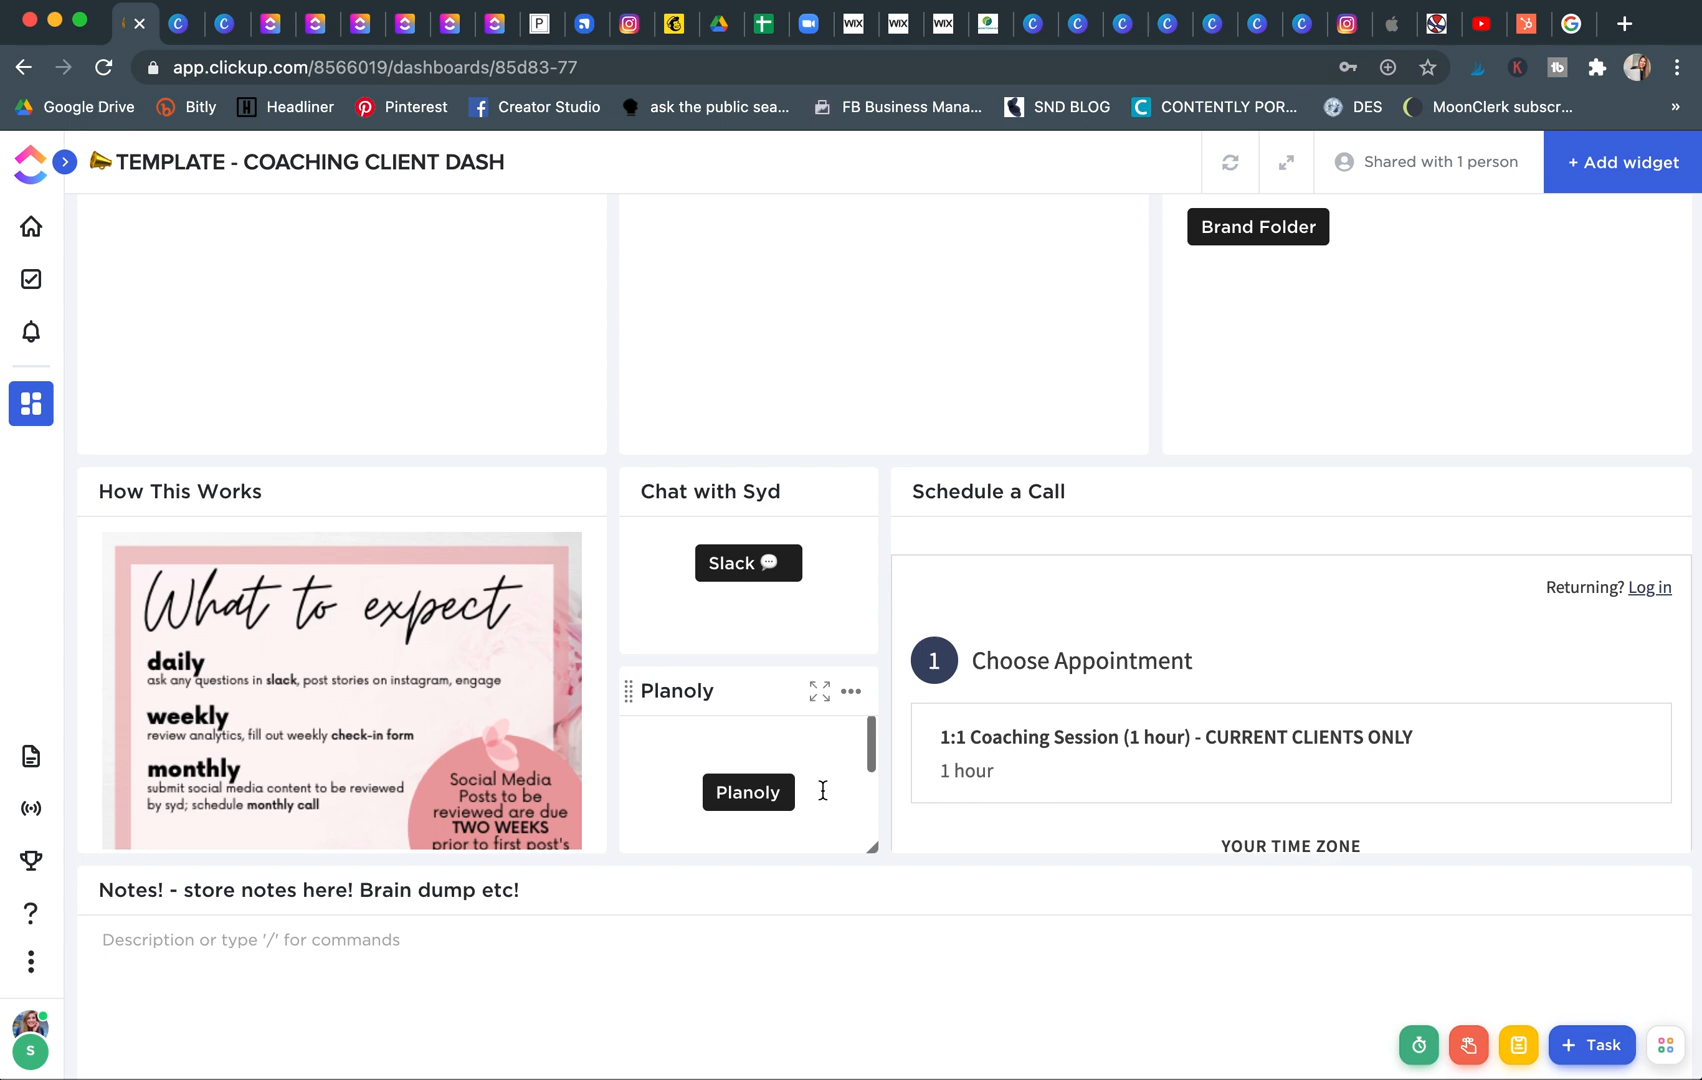 app.clickup.com/8566019/dashboards/85d83-77
Google Drive
Bitly
Headliner
Pinterest
Creator Studio
ask the public sea...
FB Business Mana...
SND BLOG
CONTENTLY POR...
DES
MoonClerk subscr...
»
TEMPLATE - COACHING CLIENT DASH
Shared with 1 person
+ Add widget
Brand Folder
How This Works
Chat with Syd
Schedule a Call
What to expect
daily
ask any questions in slack, post stories on instagram, engage
weekly
review analytics, fill out weekly check-in form
monthly
submit social media content to be reviewed
by syd; schedule monthly call
Social Media
Posts to be
reviewed are due
TWO WEEKS
prior to first post's
Slack
Planoly
Planoly
Returning? Log in
1 Choose Appointment
1:1 Coaching Session (1 hour) - CURRENT CLIENTS ONLY
1 hour
YOUR TIME ZONE
Notes! - store notes here! Brain dump etc!
Description or type '/' for commands
S
+ Task